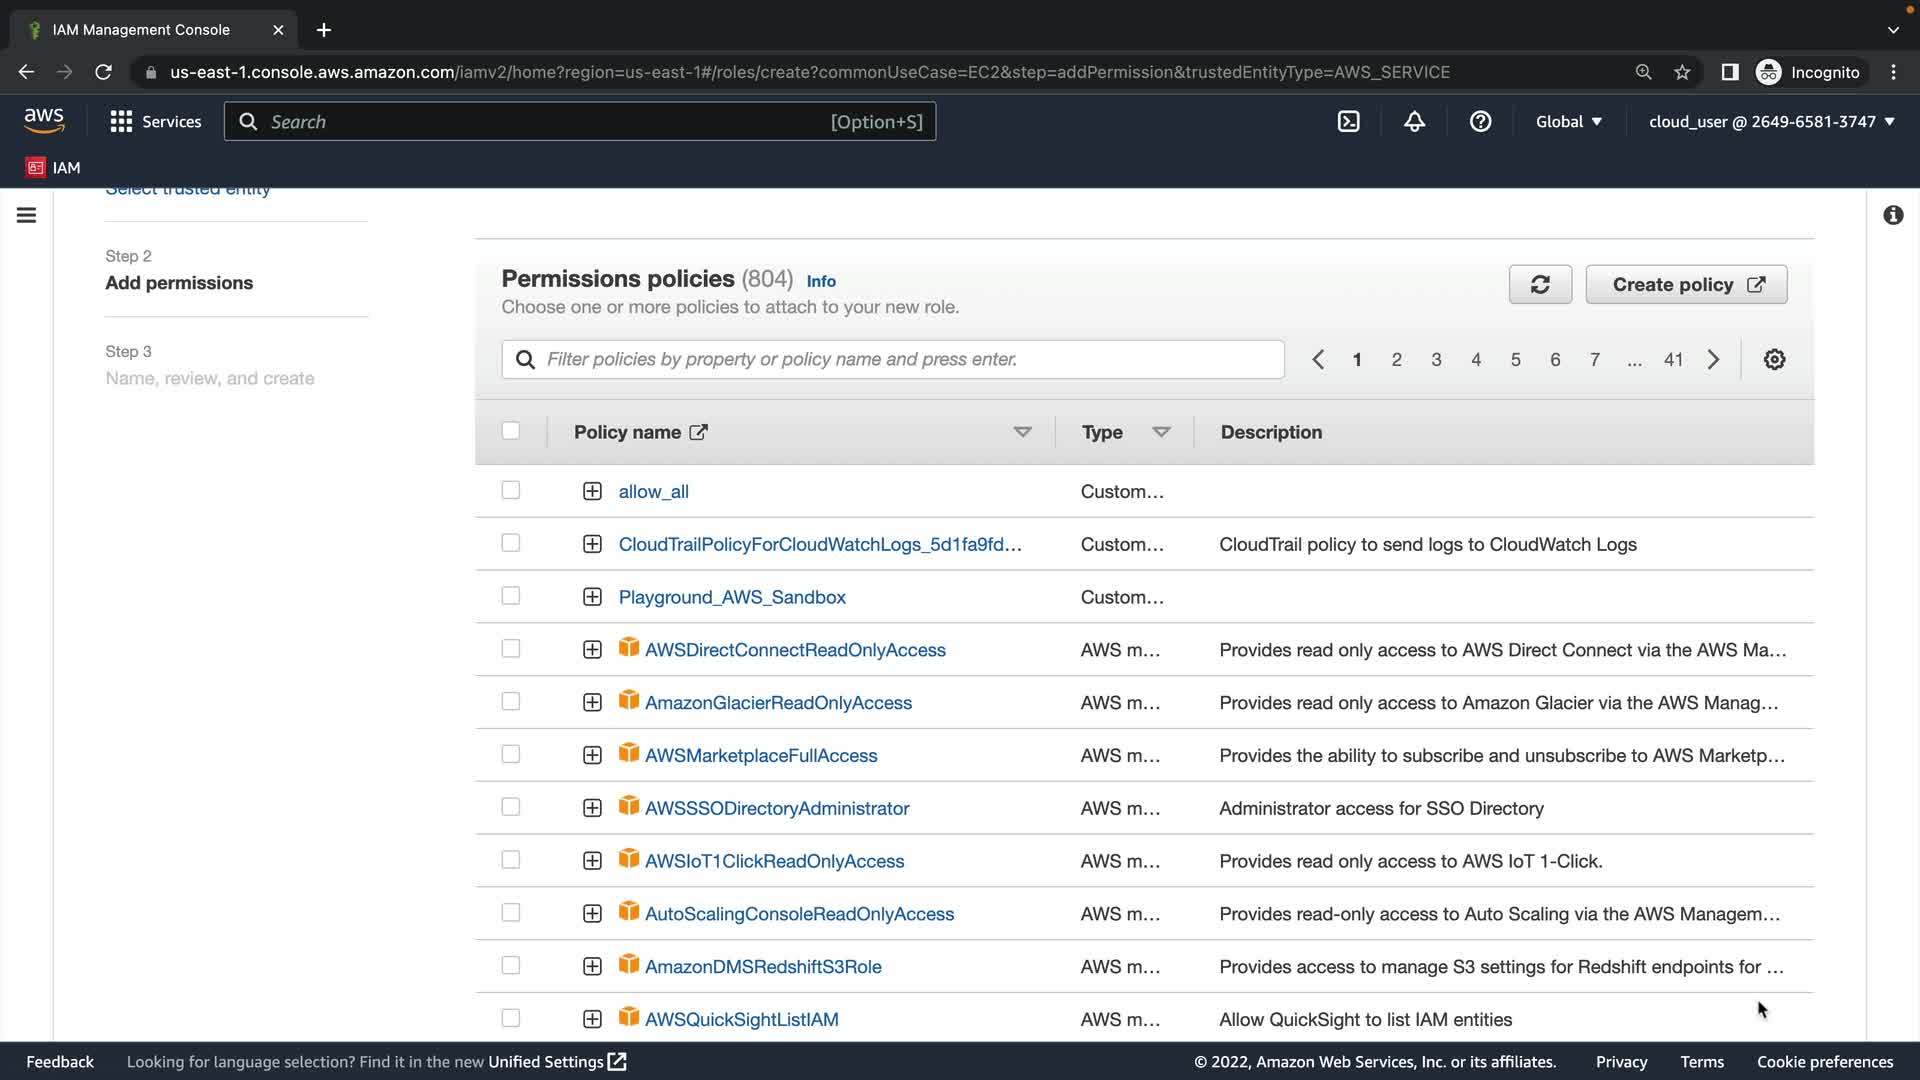 IAM Management Console
us-east-1.console.aws.amazon.com/iamv2/home?region=us-east-1#/roles/create?commonUseCase=EC2&step=addPermission&trustedEntityType=AWS_SERVICE
Incognito
aws
Services
Search
[Option+S]
Global
cloud_user @ 2649-6581-3747
IAM
Select trusted entity
Step 2
Add permissions
Step 3
Name, review, and create
Permissions policies (804) Info
Choose one or more policies to attach to your new role.
Create policy
Filter policies by property or policy name and press enter.
1 2 3 4 5 6 7 ... 41
Policy name Type Description
allow_all Custom...
CloudTrailPolicyForCloudWatchLogs_5d1fa9fd... Custom... CloudTrail policy to send logs to CloudWatch Logs
Playground_AWS_Sandbox Custom...
AWSDirectConnectReadOnlyAccess AWS m... Provides read only access to AWS Direct Connect via the AWS Ma...
AmazonGlacierReadOnlyAccess AWS m... Provides read only access to Amazon Glacier via the AWS Manag...
AWSMarketplaceFullAccess AWS m... Provides the ability to subscribe and unsubscribe to AWS Marketp...
AWSSSODirectoryAdministrator AWS m... Administrator access for SSO Directory
AWSIoT1ClickReadOnlyAccess AWS m... Provides read only access to AWS IoT 1-Click.
AutoScalingConsoleReadOnlyAccess AWS m... Provides read-only access to Auto Scaling via the AWS Managem...
AmazonDMSRedshiftS3Role AWS m... Provides access to manage S3 settings for Redshift endpoints for ...
AWSQuickSightListIAM AWS m... Allow QuickSight to list IAM entities
Feedback Looking for language selection? Find it in the new Unified Settings © 2022, Amazon Web Services, Inc. or its affiliates. Privacy Terms Cookie preferences